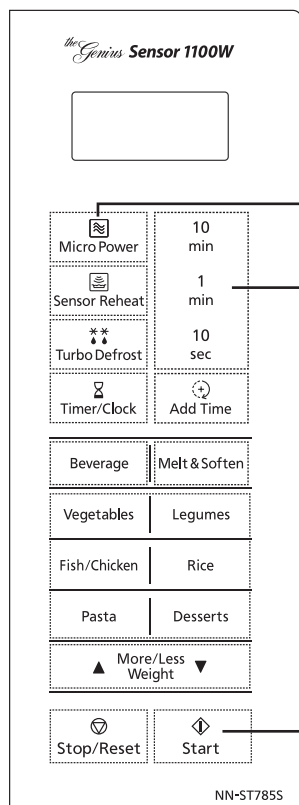 the Genius Sensor 1100W
Micro Power
10
min
Sensor Reheat
1
min
Turbo Defrost
10
sec
Timer/Clock
Add Time
Beverage
Melt & Soften
Vegetables
Legumes
Fish/Chicken
Rice
Pasta
Desserts
More/Less
Weight
Stop/Reset
Start
NN-ST785S